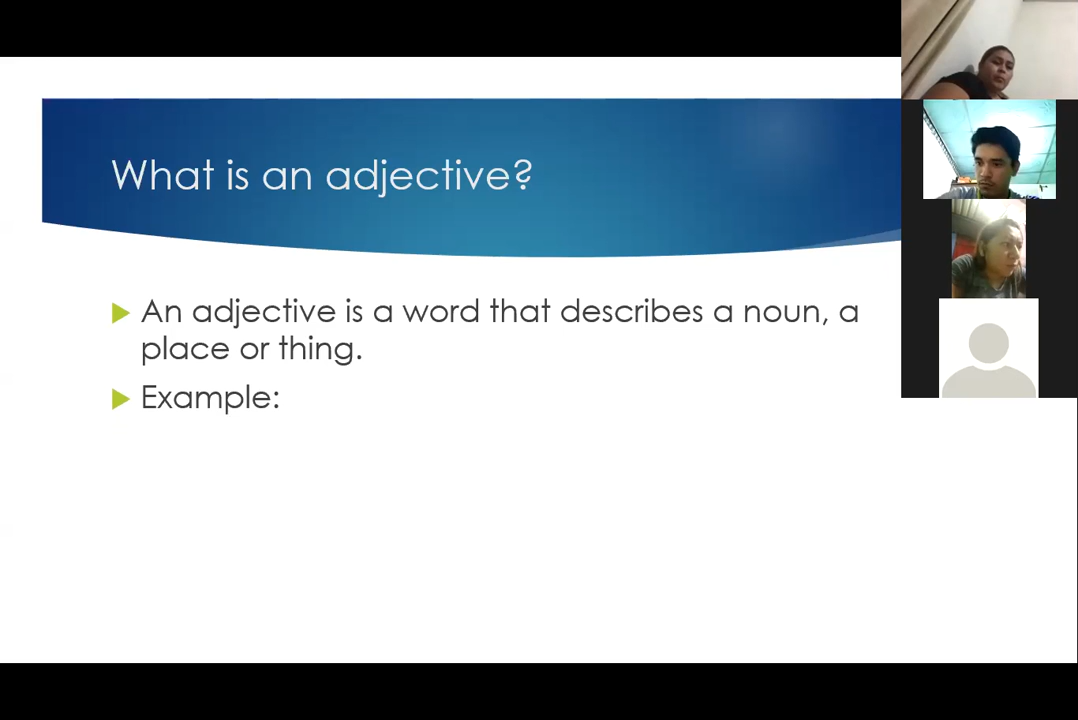 What is an adjective?
An adjective is a word that describes a noun, a
place or thing.
Example: